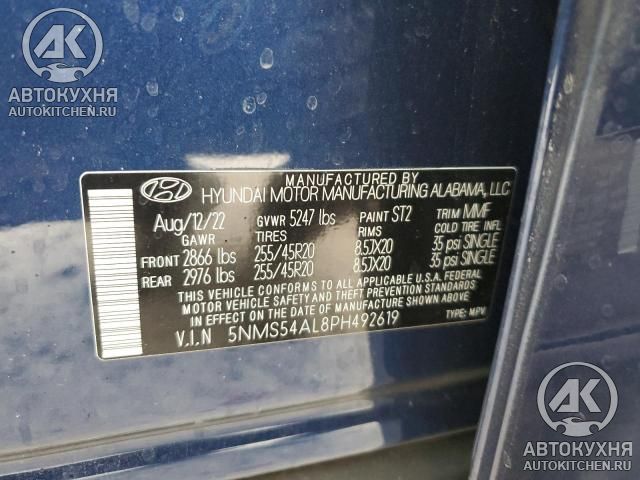 AK
АВТОКУХНЯ
AUTOKITCHEN.RU
MANUFACTURED BY
HYUNDAI MOTOR MANUFACTURING ALABAMA, LLC
Aug/12/22 GVWR 5247 lbs PAINT ST2 TRIM MMF
GAWR TIRES RIMS COLD TIRE INFL
FRONT 2866 lbs 255/45R20 8.5JX20 35 psi SINGLE
REAR 2976 lbs 255/45R20 8.5JX20 35 psi SINGLE
THIS VEHICLE CONFORMS TO ALL APPLICABLE U.S.A. FEDERAL
MOTOR VEHICLE SAFETY AND THEFT PREVENTION STANDARDS
IN EFFECT ON THE DATE OF MANUFACTURE SHOWN ABOVE.
V.I.N 5NMS54AL8PH492619 TYPE: MPV
AK
АВТОКУХНЯ
AUTOKITCHEN.RU